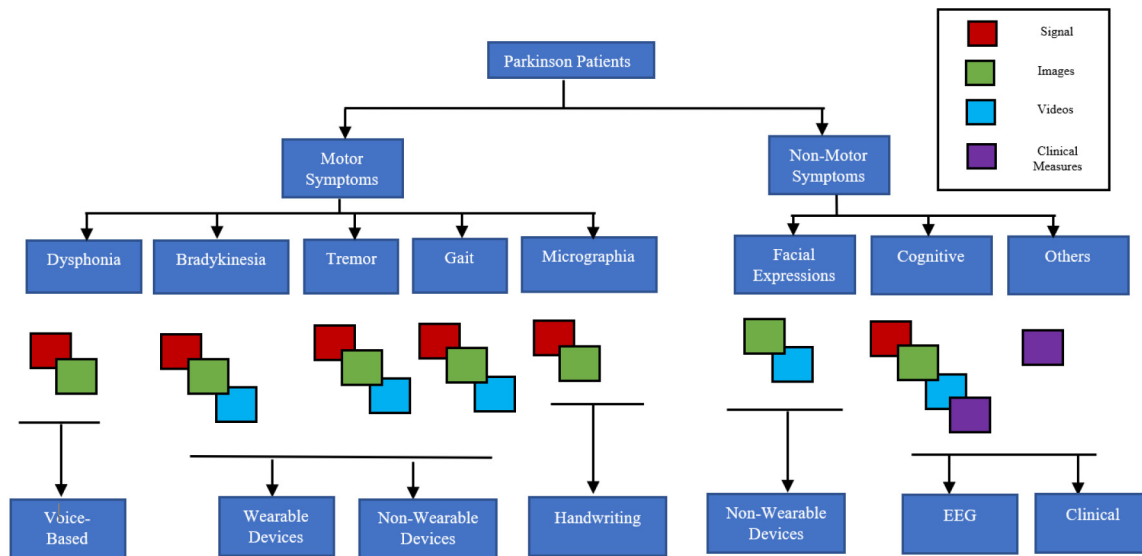 Signal
Images
Videos
Clinical
Measures
Parkinson Patients
Motor
Symptoms
Non-Motor
Symptoms
Dysphonia
Bradykinesia
Tremor
Gait
Micrographia
Facial
Expressions
Cognitive
Others
Voice-
Based
Wearable
Devices
Non-Wearable
Devices
Handwriting
Non-Wearable
Devices
EEG
Clinical